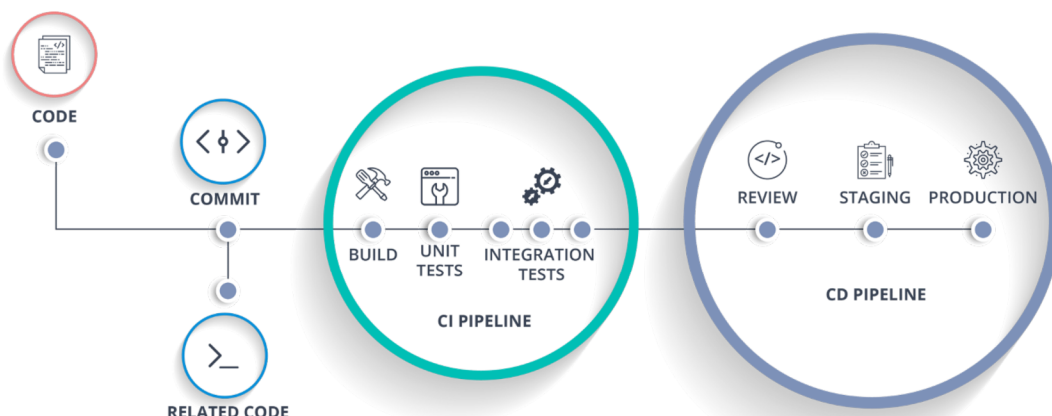 CODE
COMMIT
RELATED CODE
BUILD
UNIT
TESTS
INTEGRATION
TESTS
CI PIPELINE
REVIEW
STAGING
PRODUCTION
CD PIPELINE